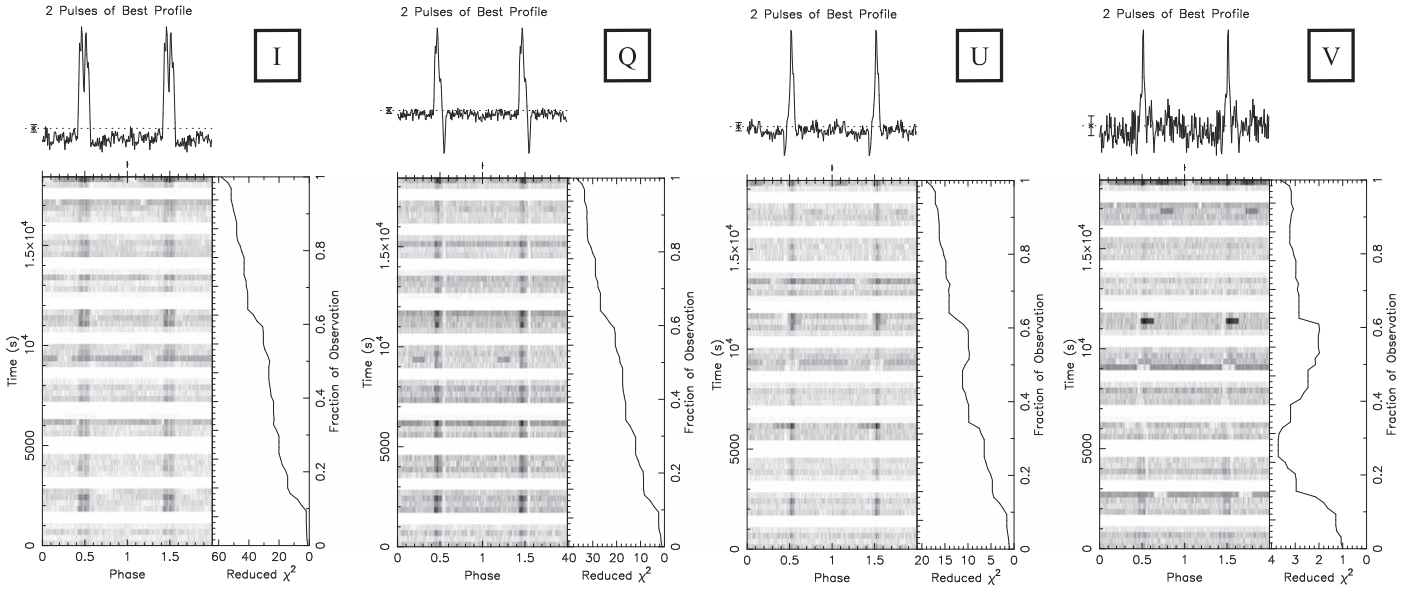 2 Pulses of Best Profile
I
Time (s)
0
5000
10⁴
1.5×10⁴
0 0.5 1 1.5
Phase
60 40 20 0
Reduced χ²
0 0.2 0.4 0.6 0.8 1
Fraction of Observation
2 Pulses of Best Profile
Q
Time (s)
0
5000
10⁴
1.5×10⁴
0 0.5 1 1.5
Phase
40 30 20 10 0
Reduced χ²
0 0.2 0.4 0.6 0.8 1
Fraction of Observation
2 Pulses of Best Profile
U
Time (s)
0
5000
10⁴
1.5×10⁴
0 0.5 1 1.5
Phase
20 15 10 5 0
Reduced χ²
0 0.2 0.4 0.6 0.8 1
Fraction of Observation
2 Pulses of Best Profile
V
Time (s)
0
5000
10⁴
1.5×10⁴
0 0.5 1 1.5
Phase
4 3 2 1 0
Reduced χ²
0 0.2 0.4 0.6 0.8 1
Fraction of Observation